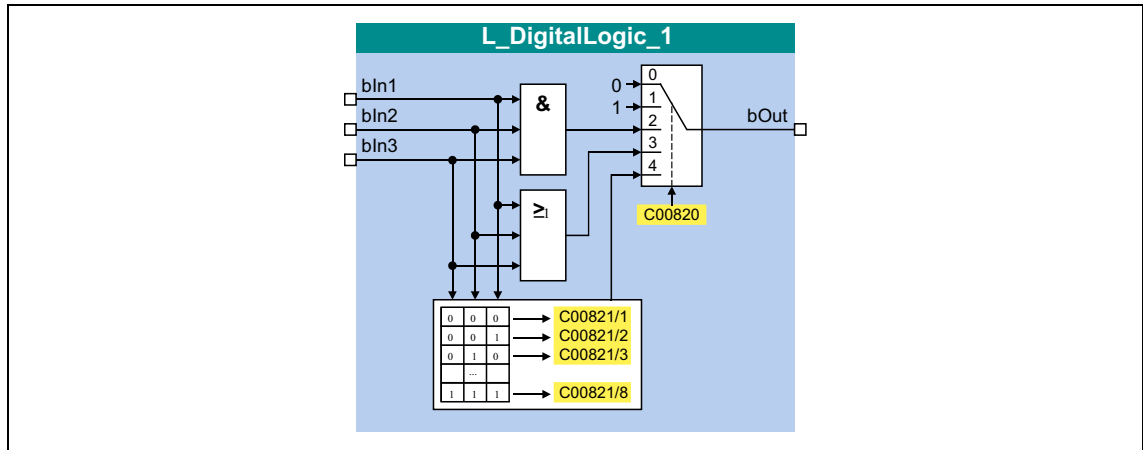 L_DigitalLogic_1
bIn1
bIn2
bIn3
&
≥1
0
0
1
1
2
3
4
bOut
C00820
0 0 0 C00821/1
0 0 1 C00821/2
0 1 0 C00821/3
...
1 1 1 C00821/8